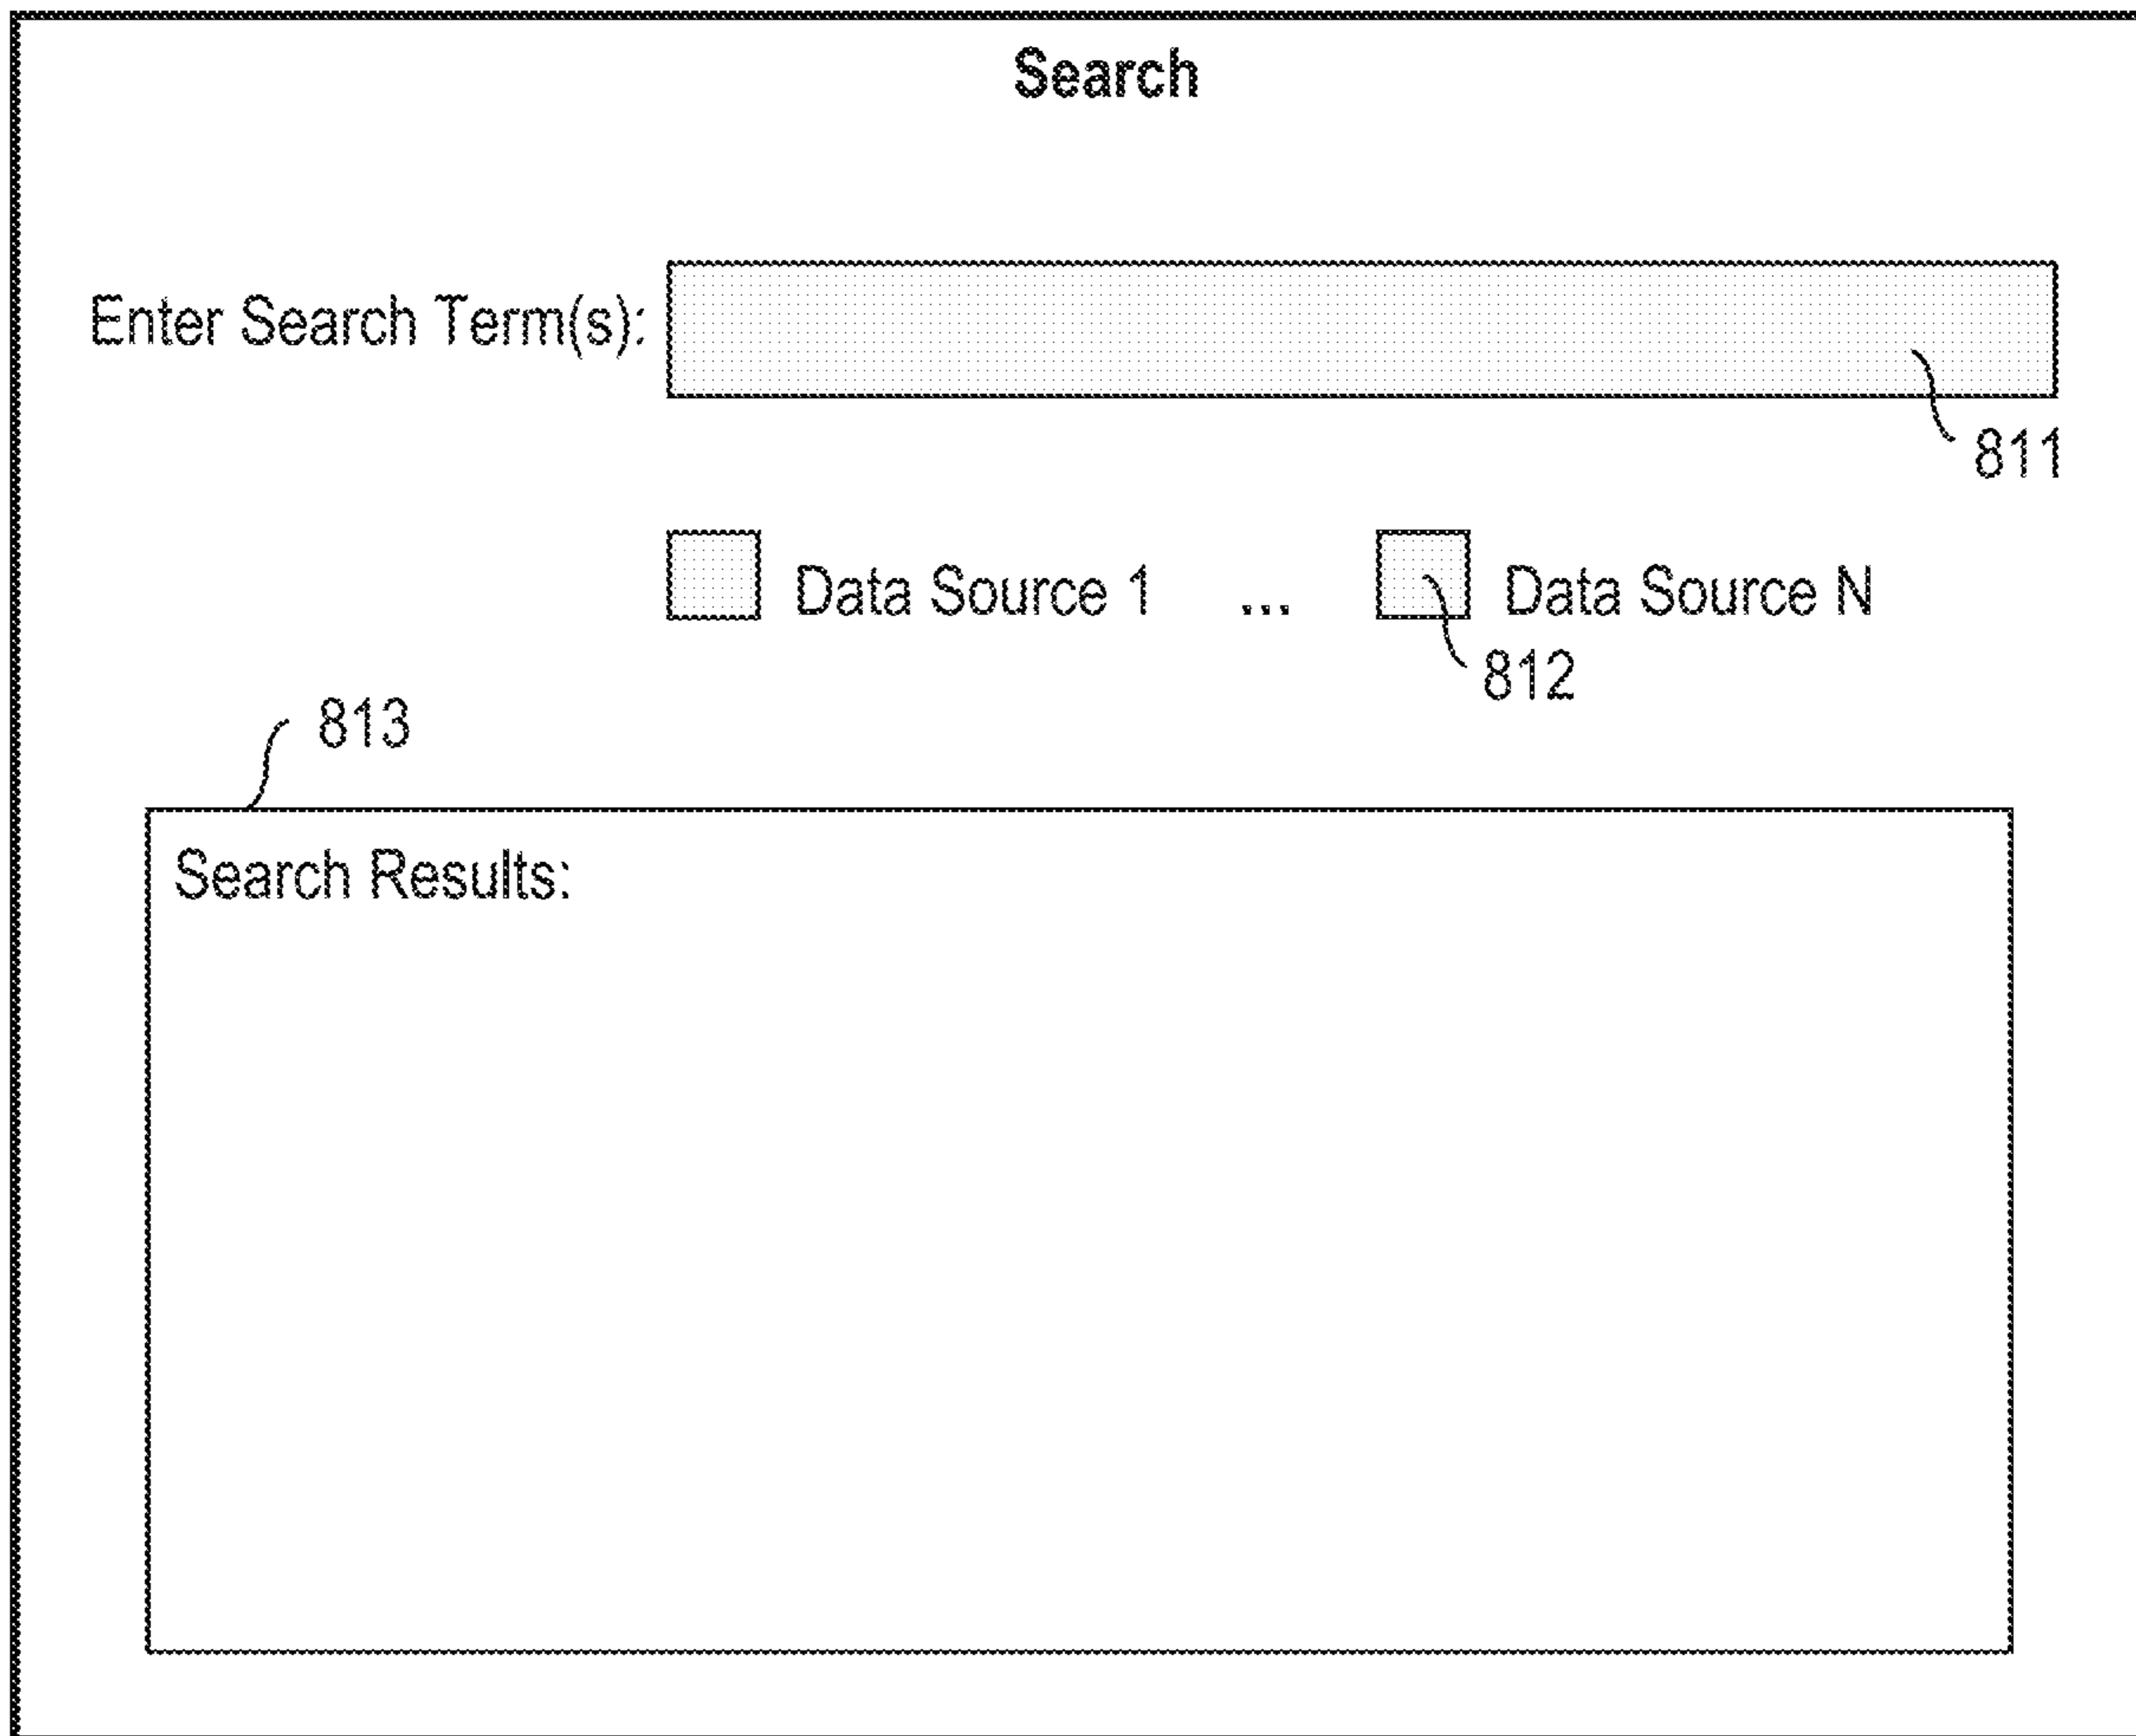 Search
Enter Search Term(s):
811
Data Source 1 ... Data Source N
812
813
Search Results: